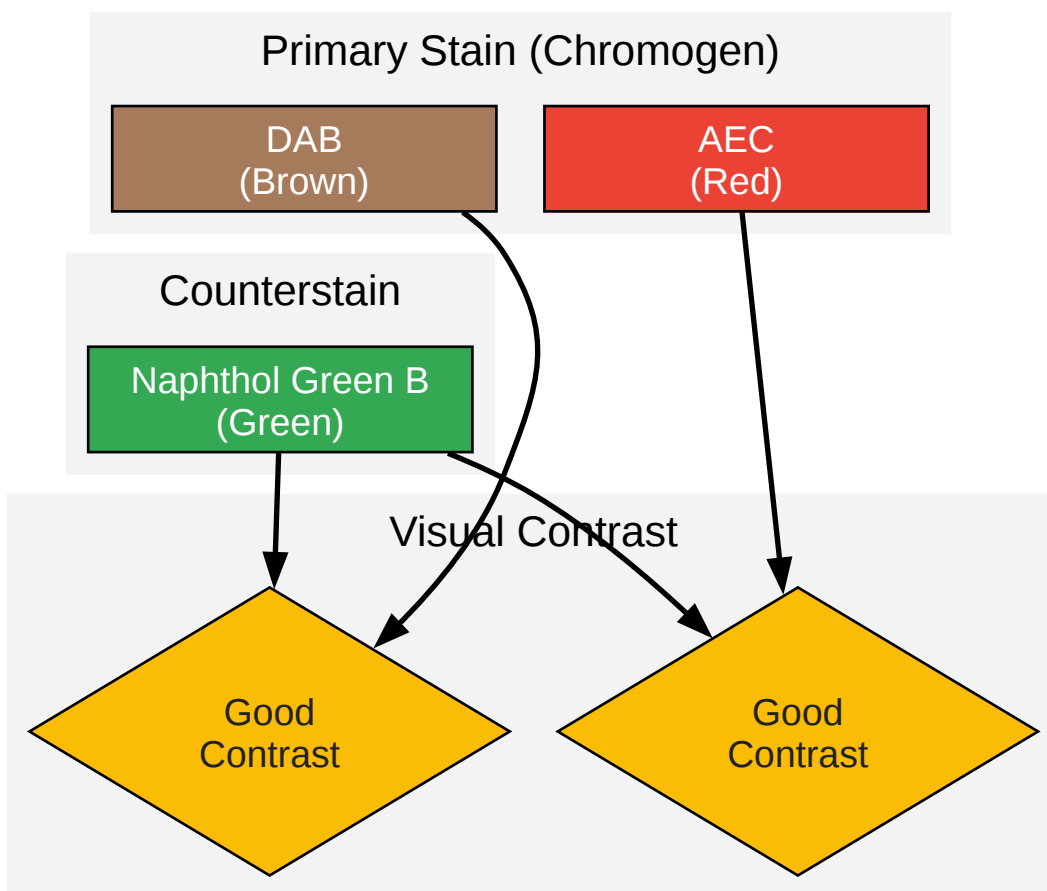 Primary Stain (Chromogen)
DAB
(Brown)
AEC
(Red)
Counterstain
Naphthol Green B
(Green)
Visual Contrast
Good
Contrast
Good
Contrast